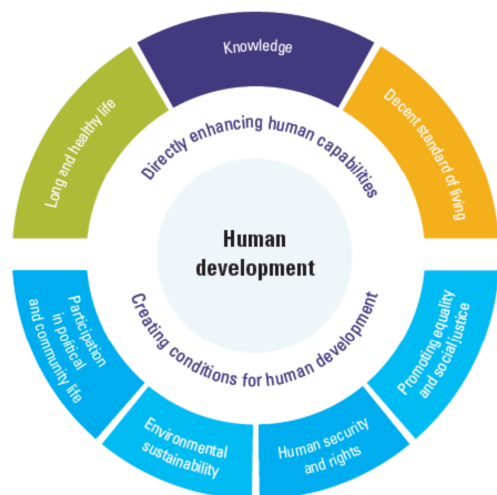 Knowledge
Long and healthy life
Decent standard of living
Directly enhancing human capabilities
Human
development
Creating conditions for human development
Participation
in political
and community life
Environmental
sustainability
Human security
and rights
Promoting equality
and social justice